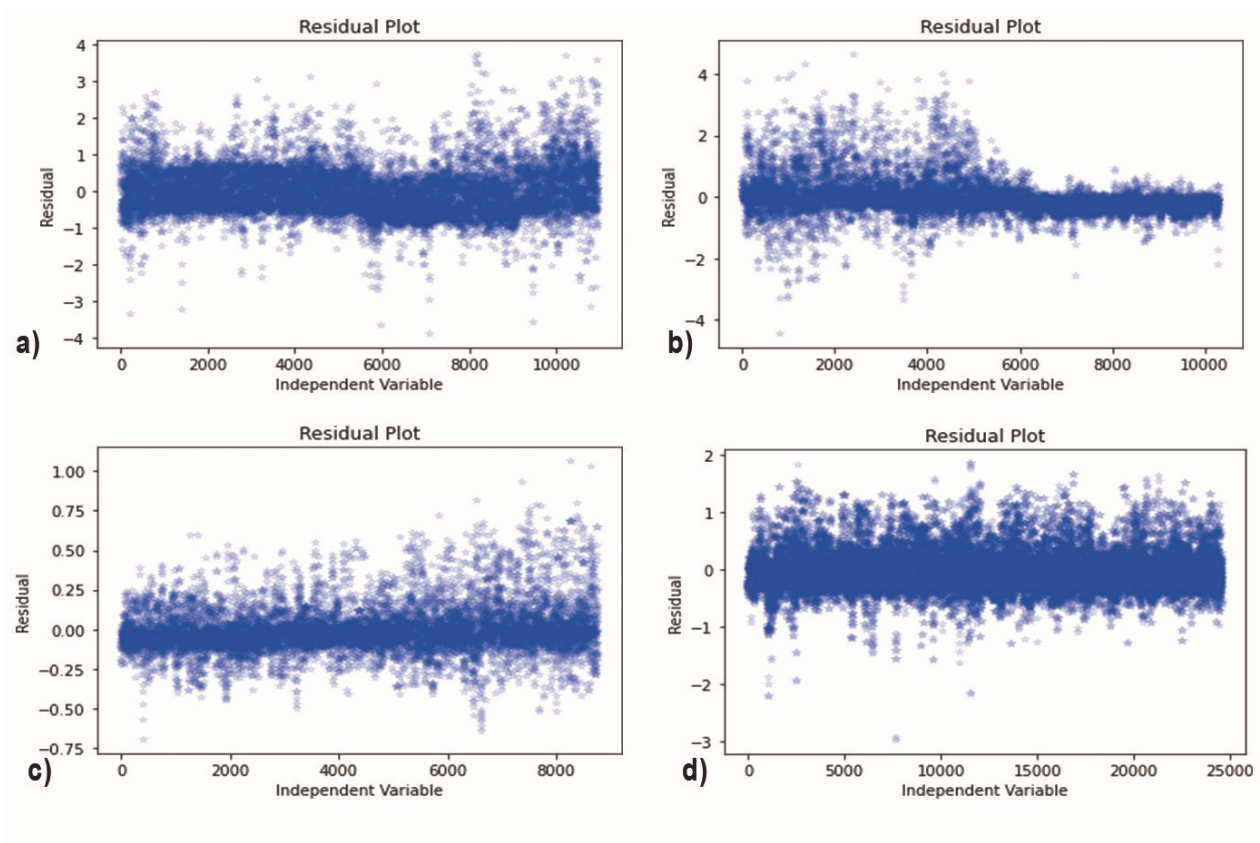 Residual Plot
4
3
2
1
0
−1
−2
−3
−4
Residual
0 2000 4000 6000 8000 10000
Independent Variable
a)
Residual Plot
4
2
0
−2
−4
Residual
0 2000 4000 6000 8000 10000
Independent Variable
b)
Residual Plot
1.00
0.75
0.50
0.25
0.00
−0.25
−0.50
−0.75
Residual
0 2000 4000 6000 8000
Independent Variable
c)
Residual Plot
2
1
0
−1
−2
−3
Residual
0 5000 10000 15000 20000 25000
Independent Variable
d)